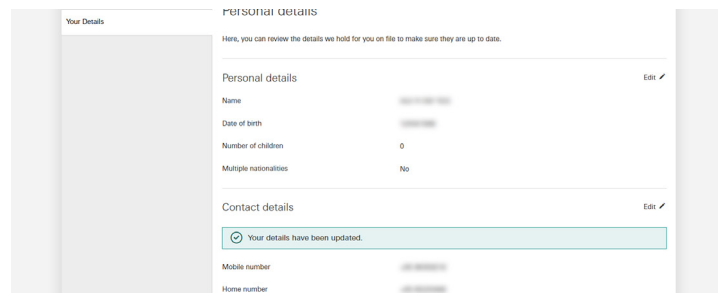 Personal details
Your Details
Here, you can review the details we hold for you on file to make sure they are up to date.
Personal details
Edit
Name
Date of birth
Number of children 0
Multiple nationalities No
Contact details
Edit
Your details have been updated.
Mobile number
Home number